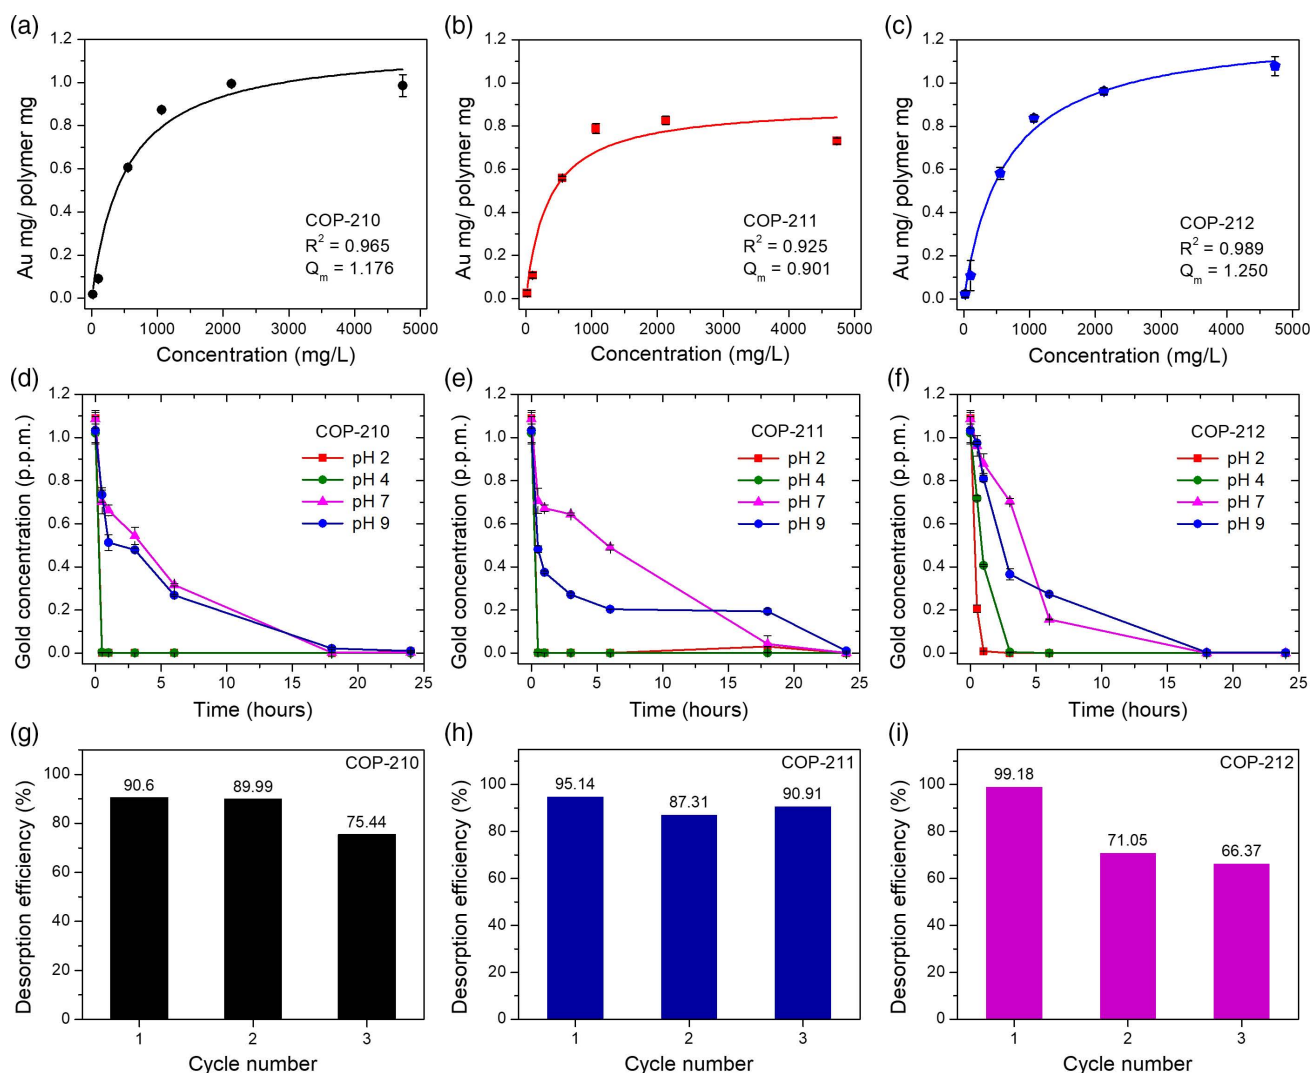 (a)
1.2
1.0
0.8
0.6
0.4
0.2
0.0
Au mg/ polymer mg
COP-210
R² = 0.965
Qₘ = 1.176
0 1000 2000 3000 4000 5000
Concentration (mg/L)
(b)
1.2
1.0
0.8
0.6
0.4
0.2
0.0
Au mg/ polymer mg
COP-211
R² = 0.925
Qₘ = 0.901
0 1000 2000 3000 4000 5000
Concentration (mg/L)
(c)
1.2
1.0
0.8
0.6
0.4
0.2
0.0
Au mg/ polymer mg
COP-212
R² = 0.989
Qₘ = 1.250
0 1000 2000 3000 4000 5000
Concentration (mg/L)
(d)
1.2
1.0
0.8
0.6
0.4
0.2
0.0
Gold concentration (p.p.m.)
COP-210
pH 2
pH 4
pH 7
pH 9
0 5 10 15 20 25
Time (hours)
(e)
1.2
1.0
0.8
0.6
0.4
0.2
0.0
Gold concentration (p.p.m.)
COP-211
pH 2
pH 4
pH 7
pH 9
0 5 10 15 20 25
Time (hours)
(f)
1.2
1.0
0.8
0.6
0.4
0.2
0.0
Gold concentration (p.p.m.)
COP-212
pH 2
pH 4
pH 7
pH 9
0 5 10 15 20 25
Time (hours)
(g)
100
80
60
40
20
0
Desorption efficiency (%)
COP-210
90.6
89.99
75.44
1 2 3
Cycle number
(h)
100
80
60
40
20
0
Desorption efficiency (%)
COP-211
95.14
87.31
90.91
1 2 3
Cycle number
(i)
100
80
60
40
20
0
Desorption efficiency (%)
COP-212
99.18
71.05
66.37
1 2 3
Cycle number